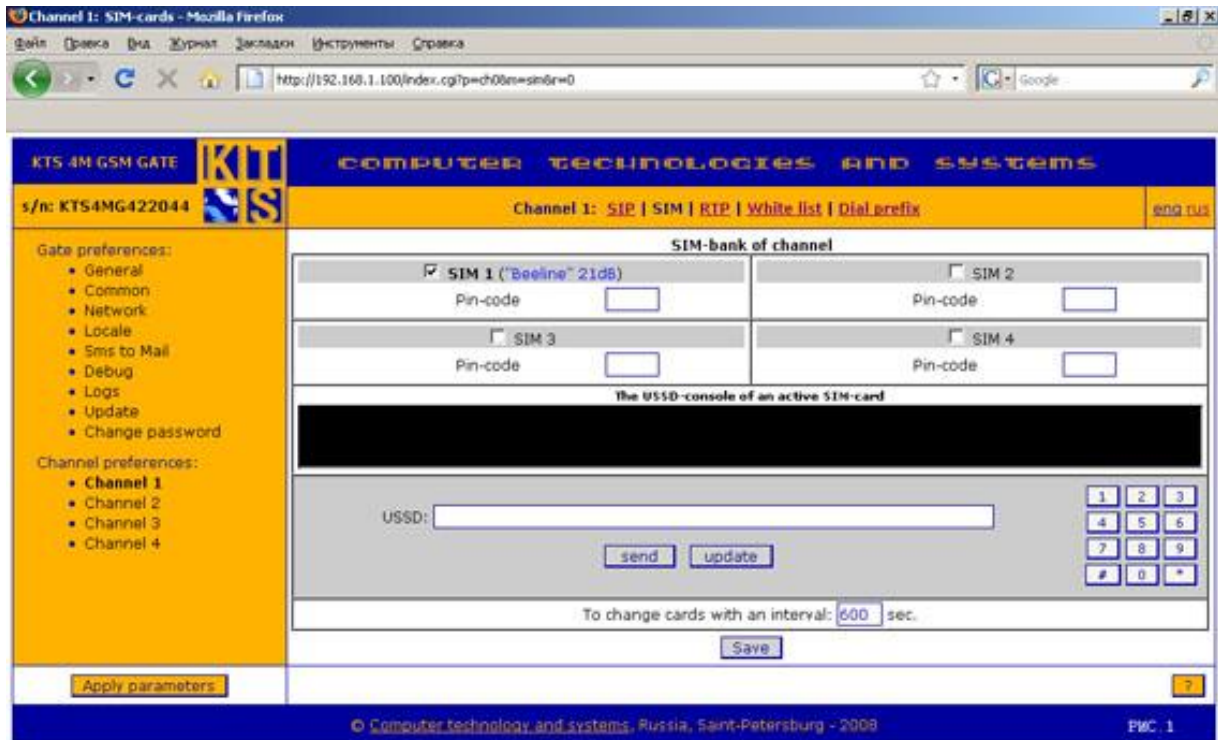 Channel 1: SIM-cards - Mozilla Firefox
Файл Правка Вид Журнал Закладки Инструменты Справка
http://192.168.1.100/index.cgi?p=ch0&m=sim&r=0
Google
KTS 4M GSM GATE
KTS
COMPUTER TECHNOLOGIES AND SYSTEMS
s/n: KTS4MG422044
Channel 1: SIP | SIM | RTP | White list | Dial prefix
eng rus
Gate preferences:
General
Common
Network
Locale
Sms to Mail
Debug
Logs
Update
Change password
Channel preferences:
Channel 1
Channel 2
Channel 3
Channel 4
SIM-bank of channel
SIM 1 ("Beeline" 21dB)
SIM 2
Pin-code
Pin-code
SIM 3
SIM 4
Pin-code
Pin-code
The USSD-console of an active SIM-card
USSD:
1 2 3
4 5 6
7 8 9
# 0 *
send update
To change cards with an interval: 600 sec.
Save
Apply parameters
?
© Computer technology and systems, Russia, Saint-Petersburg - 2008
PMC.1